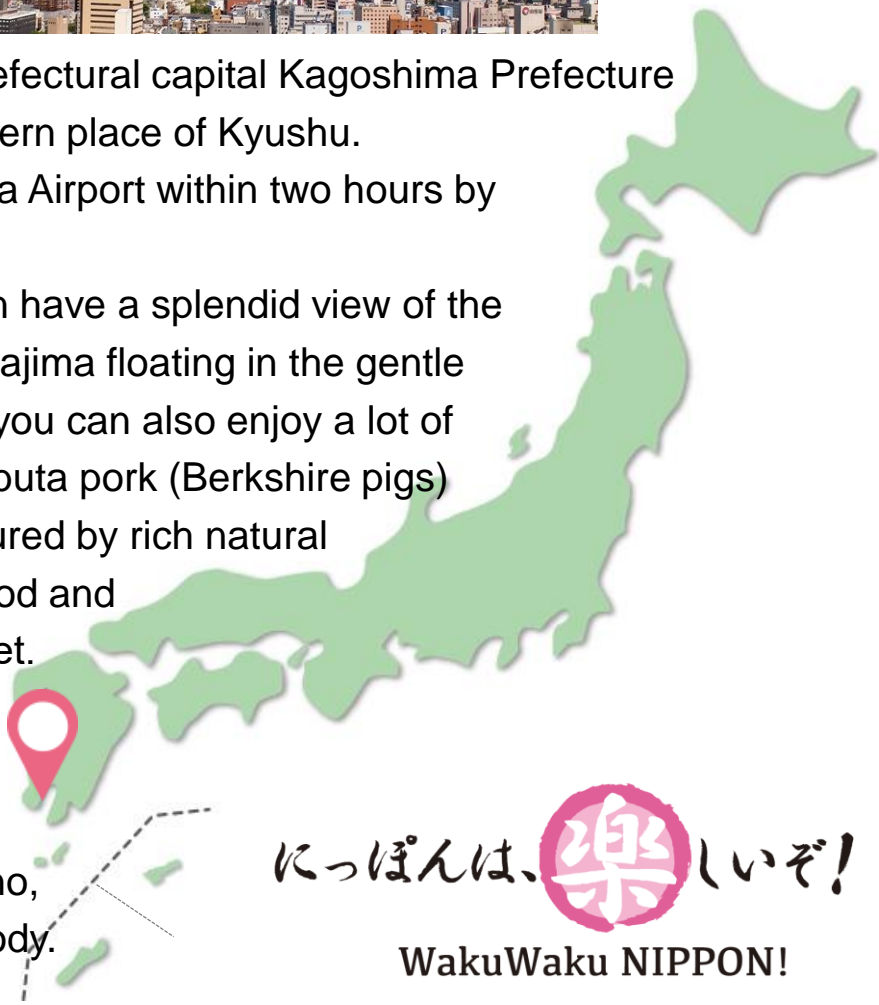 efectural capital Kagoshima Prefecture
ern place of Kyushu.
a Airport within two hours by
n have a splendid view of the
ajima floating in the gentle
you can also enjoy a lot of
outa pork (Berkshire pigs)
ured by rich natural
od and
et.
no,
ody.
にっぽんは、楽しいぞ!
WakuWaku NIPPON!